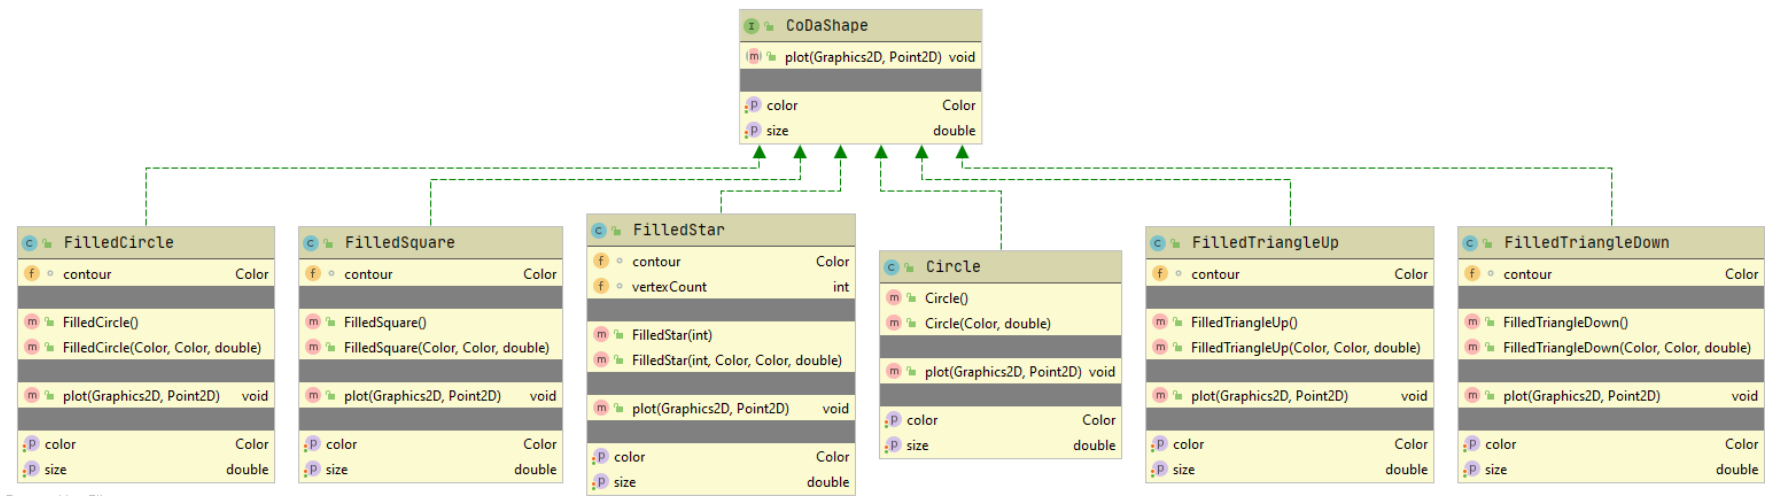 CoDaShape
plot(Graphics2D, Point2D) void
color Color
size double
FilledCircle
contour Color
FilledCircle()
FilledCircle(Color, Color, double)
plot(Graphics2D, Point2D) void
color Color
size double
FilledSquare
contour Color
FilledSquare()
FilledSquare(Color, Color, double)
plot(Graphics2D, Point2D) void
color Color
size double
FilledStar
contour Color
vertexCount int
FilledStar(int)
FilledStar(int, Color, Color, double)
plot(Graphics2D, Point2D) void
color Color
size double
Circle
Circle()
Circle(Color, double)
plot(Graphics2D, Point2D) void
color Color
size double
FilledTriangleUp
contour Color
FilledTriangleUp()
FilledTriangleUp(Color, Color, double)
plot(Graphics2D, Point2D) void
color Color
size double
FilledTriangleDown
contour Color
FilledTriangleDown()
FilledTriangleDown(Color, Color, double)
plot(Graphics2D, Point2D) void
color Color
size double